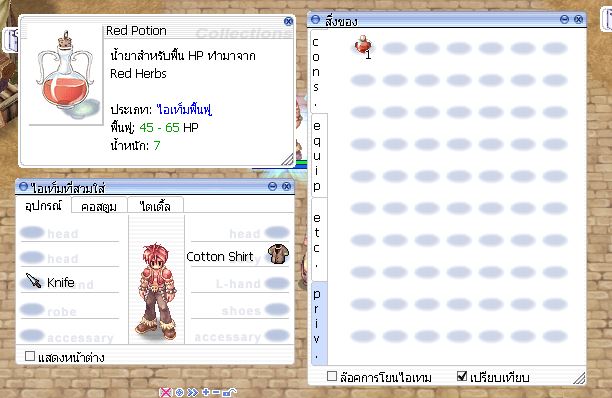 Red Potion
Collections
น้ำยาสำหรับฟื้น HP ทำมาจาก
Red Herbs
ประเภท: ไอเท็มฟื้นฟู
ฟื้นฟู: 45 - 65 HP
น้ำหนัก: 7
ไอเท็มที่สวมใส่
อุปกรณ์
คอสตูม
ไตเติ้ล
head
head
head
Cotton Shirt
Knife
L-hand
robe
shoes
accessary
accessary
แสดงหน้าต่าง
สิ่งของ
cons.
equip
etc.
priv.
1
ล๊อคการโยนไอเทม
เปรียบเทียบ